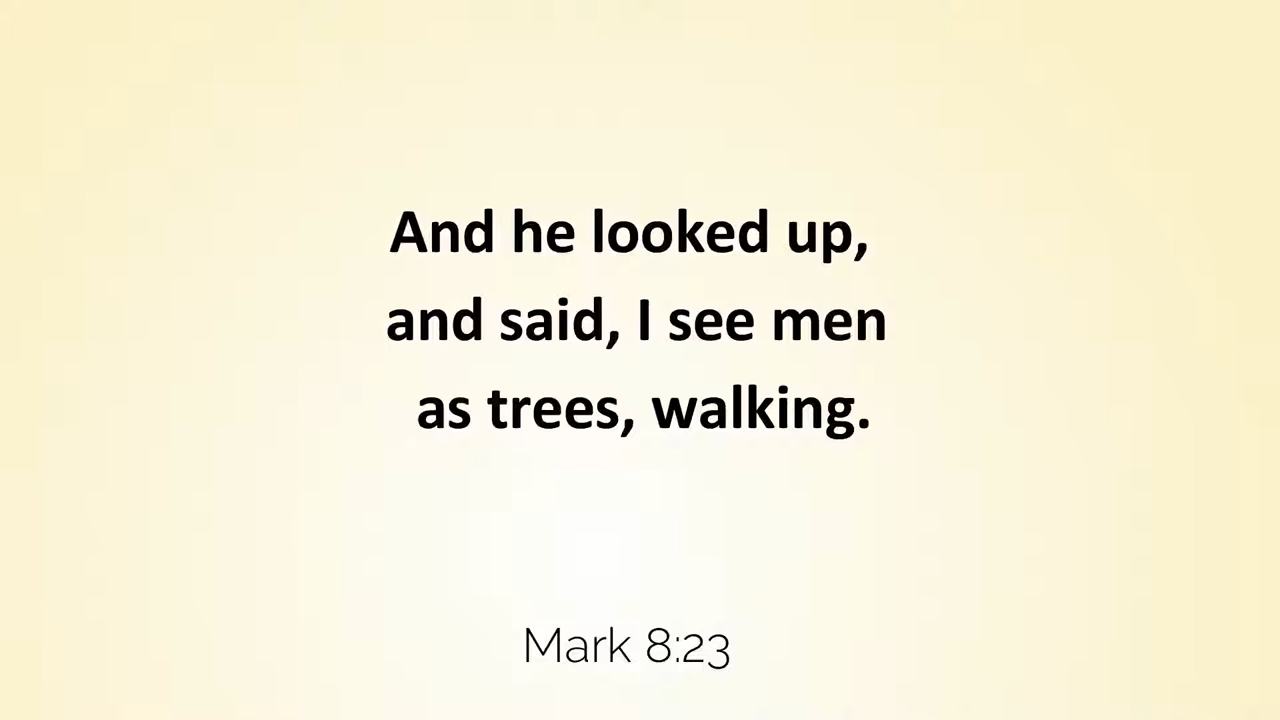 And he looked up,
and said, I see men
as trees, walking.
Mark 8:23